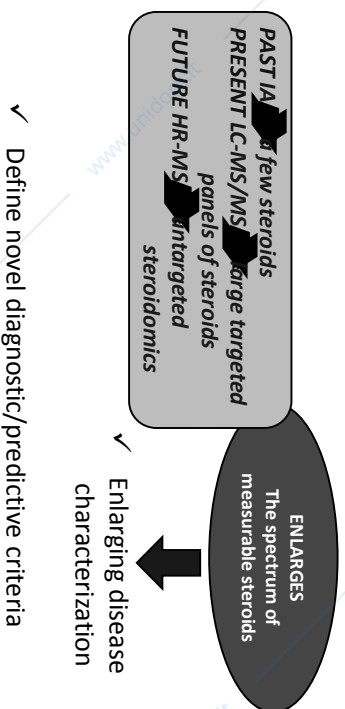 PAST IA a few steroids
PRESENT LC-MS/MS large targeted
panels of steroids
FUTURE HR-MS untargeted
steroidomics
ENLARGES
The spectrum of
measurable steroids
✓ Enlarging disease
characterization
✓ Define novel diagnostic/predictive criteria